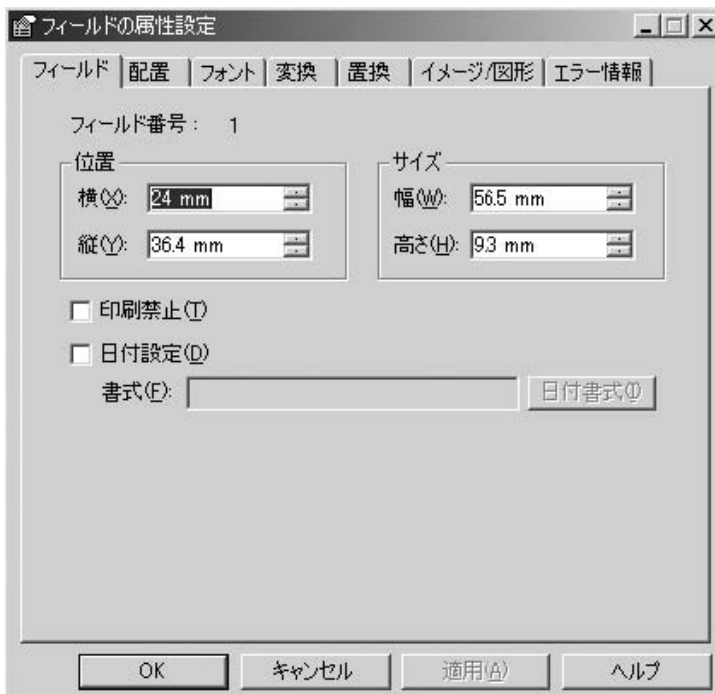 フィールドの属性設定
フィールド 配置 フォント 変換 置換 イメージ/図形 エラー情報
フィールド番号： 1
位置 サイズ
横(X): 24 mm 幅(W): 56.5 mm
縦(Y): 36.4 mm 高さ(H): 9.3 mm
印刷禁止(T)
日付設定(D)
書式(F): 日付書式(I)
OK キャンセル 適用(A) ヘルプ